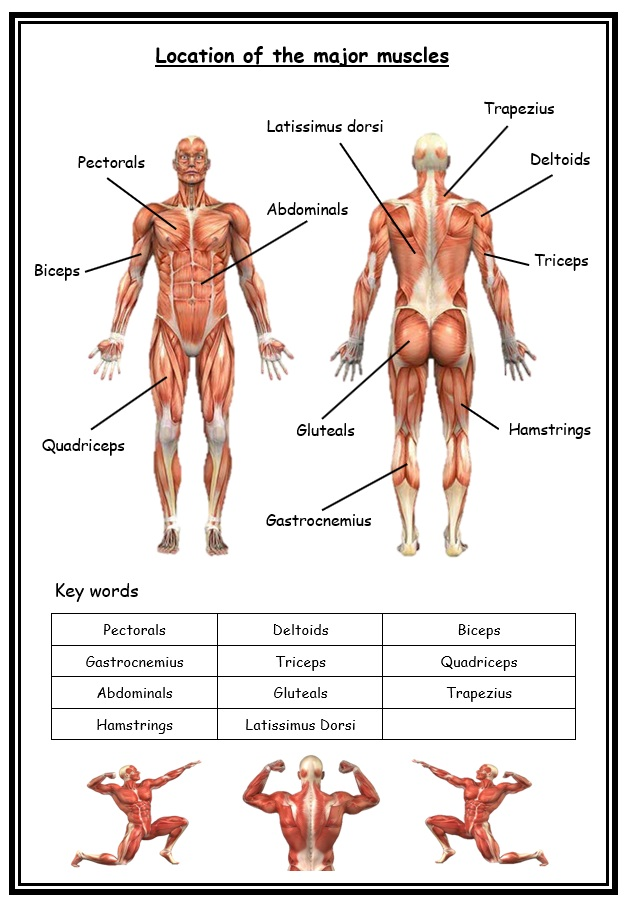 Location of the major muscles
Trapezius
Latissimus dorsi
Deltoids
Pectorals
Abdominals
Biceps
Triceps
Gluteals
Hamstrings
Quadriceps
Gastrocnemius
Key words
Pectorals Deltoids Biceps
Gastrocnemius Triceps Quadriceps
Abdominals Gluteals Trapezius
Hamstrings Latissimus Dorsi